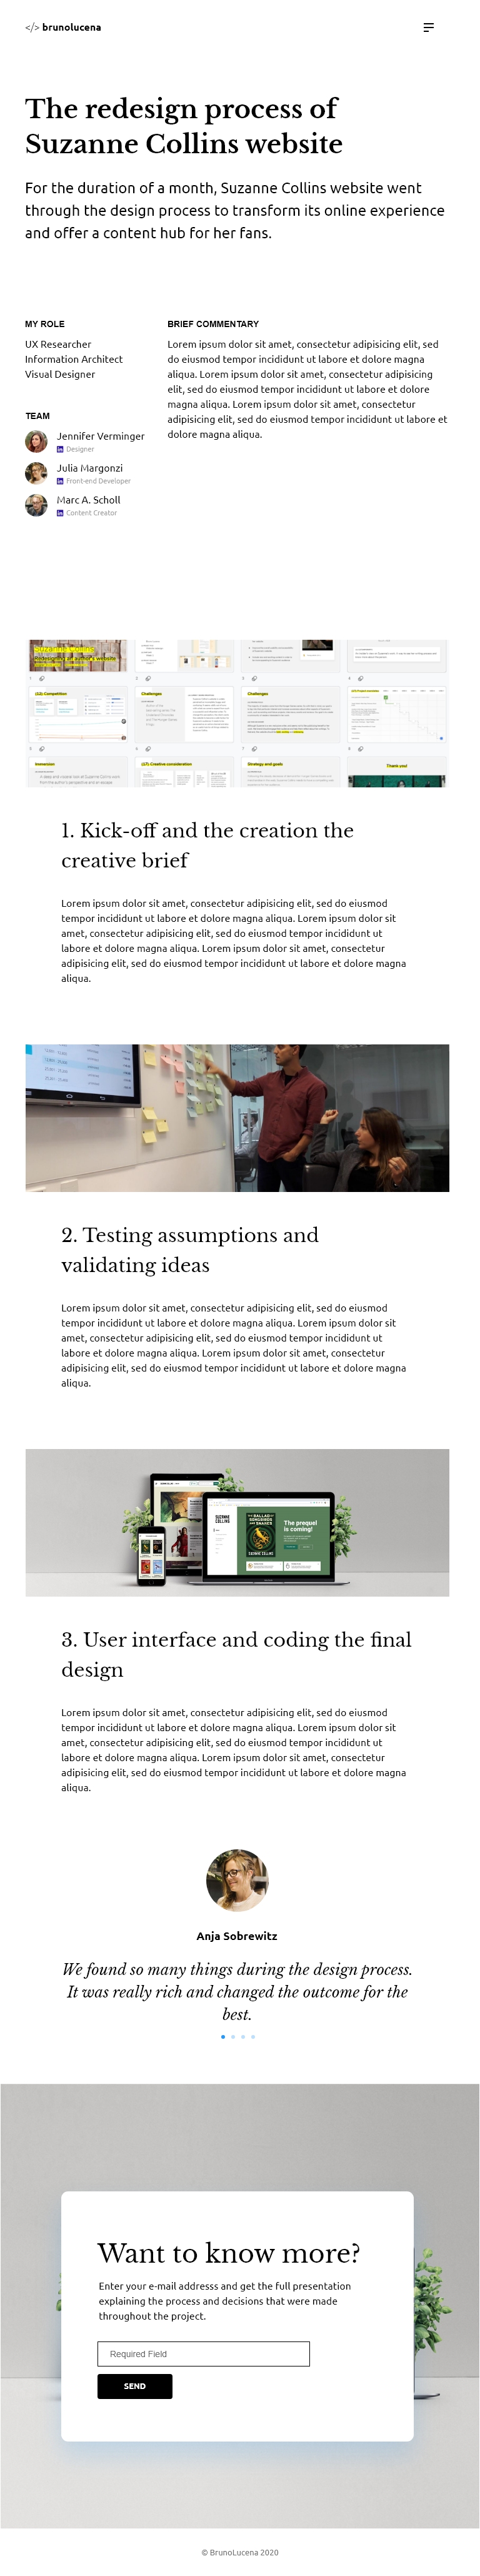 </> brunolucena
The redesign process of
Suzanne Collins website
For the duration of a month, Suzanne Collins website went
through the design process to transform its online experience
and offer a content hub for her fans.
MY ROLE
UX Researcher
Information Architect
Visual Designer
TEAM
Jennifer Verminger
Designer
Julia Margonzi
Front-end Developer
Marc A. Scholl
Content Creator
BRIEF COMMENTARY
Lorem ipsum dolor sit amet, consectetur adipisicing elit, sed
do eiusmod tempor incididunt ut labore et dolore magna
aliqua. Lorem ipsum dolor sit amet, consectetur adipisicing
elit, sed do eiusmod tempor incididunt ut labore et dolore
magna aliqua. Lorem ipsum dolor sit amet, consectetur
adipisicing elit, sed do eiusmod tempor incididunt ut labore et
dolore magna aliqua.
(12) Competition
Challenges
Challenges
Immersion
(17) Creative consideration
Strategy and goals
Thank you!
1. Kick-off and the creation the
creative brief
Lorem ipsum dolor sit amet, consectetur adipisicing elit, sed do eiusmod
tempor incididunt ut labore et dolore magna aliqua. Lorem ipsum dolor sit
amet, consectetur adipisicing elit, sed do eiusmod tempor incididunt ut
labore et dolore magna aliqua. Lorem ipsum dolor sit amet, consectetur
adipisicing elit, sed do eiusmod tempor incididunt ut labore et dolore magna
aliqua.
2. Testing assumptions and
validating ideas
Lorem ipsum dolor sit amet, consectetur adipisicing elit, sed do eiusmod
tempor incididunt ut labore et dolore magna aliqua. Lorem ipsum dolor sit
amet, consectetur adipisicing elit, sed do eiusmod tempor incididunt ut
labore et dolore magna aliqua. Lorem ipsum dolor sit amet, consectetur
adipisicing elit, sed do eiusmod tempor incididunt ut labore et dolore magna
aliqua.
SUZANNE
COLLINS
The prequel
is coming!
3. User interface and coding the final
design
Lorem ipsum dolor sit amet, consectetur adipisicing elit, sed do eiusmod
tempor incididunt ut labore et dolore magna aliqua. Lorem ipsum dolor sit
amet, consectetur adipisicing elit, sed do eiusmod tempor incididunt ut
labore et dolore magna aliqua. Lorem ipsum dolor sit amet, consectetur
adipisicing elit, sed do eiusmod tempor incididunt ut labore et dolore magna
aliqua.
Anja Sobrewitz
We found so many things during the design process.
It was really rich and changed the outcome for the
best.
Want to know more?
Enter your e-mail addresss and get the full presentation
explaining the process and decisions that were made
throughout the project.
Required Field
SEND
© BrunoLucena 2020